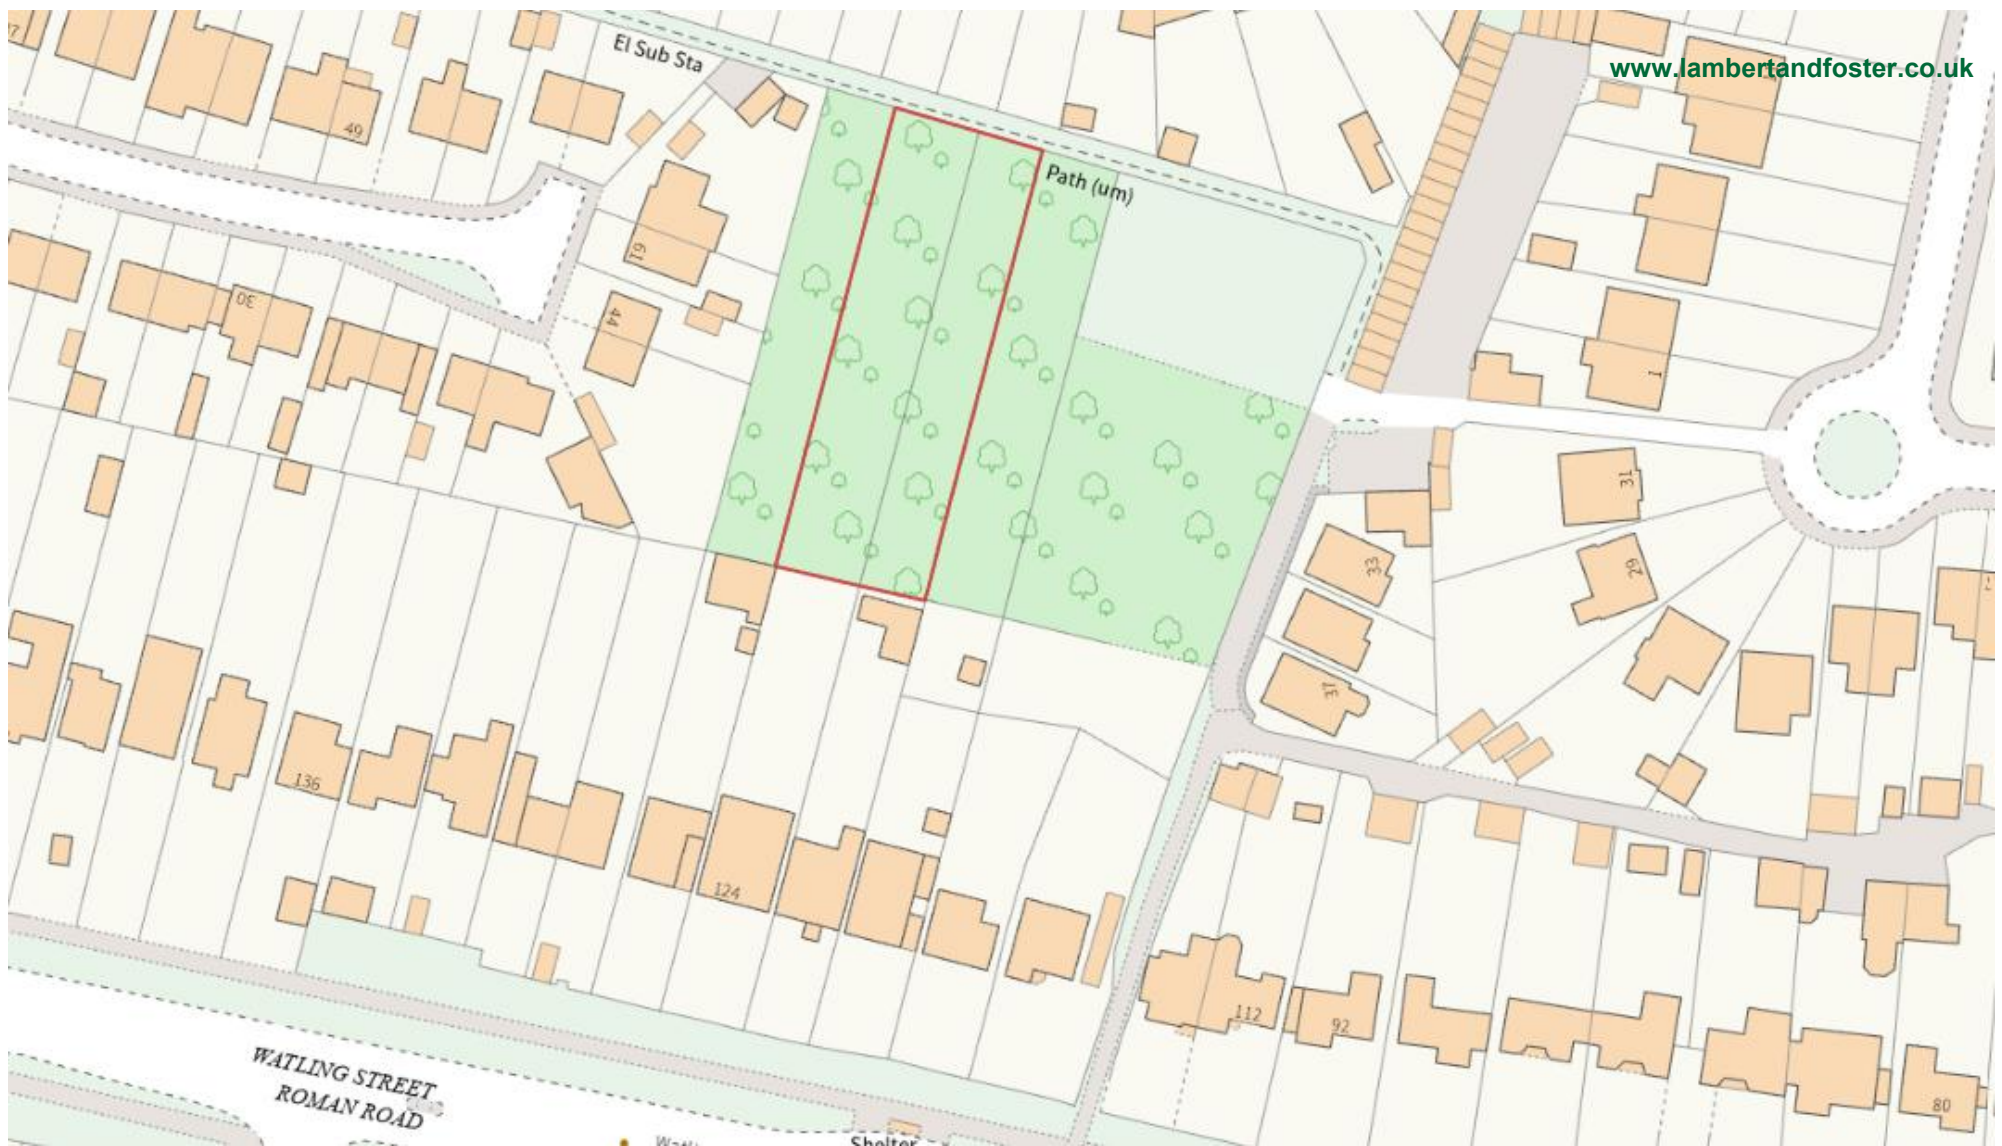 www.lambertandfoster.co.uk
El Sub Sta
49
Path (um)
61
30
44
1
31
33
29
37
136
124
112
92
80
WATLING STREET
ROMAN ROAD
Shelter